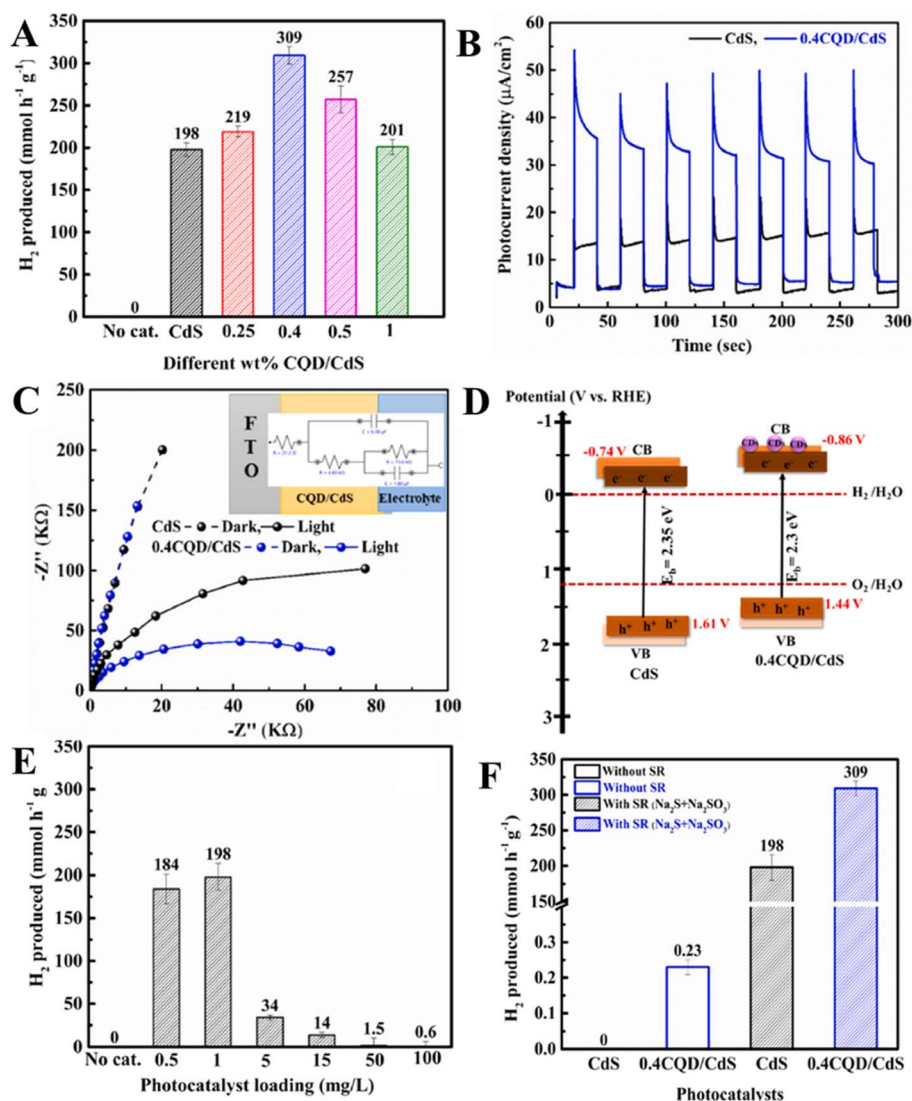 A
H₂ produced (mmol h⁻¹ g⁻¹)
350
300
250
200
150
100
50
0
0
198
219
309
257
201
No cat.
CdS
0.25
0.4
0.5
1
Different wt% CQD/CdS
B
Photocurrent density (µA/cm²)
60
50
40
30
20
10
0
CdS, 0.4CQD/CdS
0
50
100
150
200
250
300
Time (sec)
C
-Z'' (KΩ)
250
200
150
100
50
0
F
T
O
CQD/CdS
Electrolyte
CdS Dark, Light
0.4CQD/CdS Dark, Light
0
20
40
60
80
100
-Z'' (KΩ)
D
Potential (V vs. RHE)
-1
0
1
2
3
-0.74 V
CB
e⁻ e⁻ e⁻
E_b= 2.35 eV
h⁺ h⁺ h⁺
1.61 V
VB
CdS
CB
CDs CDs CDs
-0.86 V
e⁻ e⁻ e⁻
H₂/H₂O
E_b= 2.3 eV
O₂/H₂O
h⁺ h⁺ h⁺
1.44 V
VB
0.4CQD/CdS
E
H₂ produced (mmol h⁻¹ g
350
300
250
200
150
100
50
0
0
184
198
34
14
1.5
0.6
No cat.
0.5
1
5
15
50
100
Photocatalyst loading (mg/L)
F
H₂ produced (mmol h⁻¹ g⁻¹)
350
300
250
200
150
0.3
0.2
0.1
0.0
Without SR
Without SR
With SR (Na₂S+Na₂SO₃)
With SR (Na₂S+Na₂SO₃)
0
0.23
198
309
CdS
0.4CQD/CdS
CdS
0.4CQD/CdS
Photocatalysts